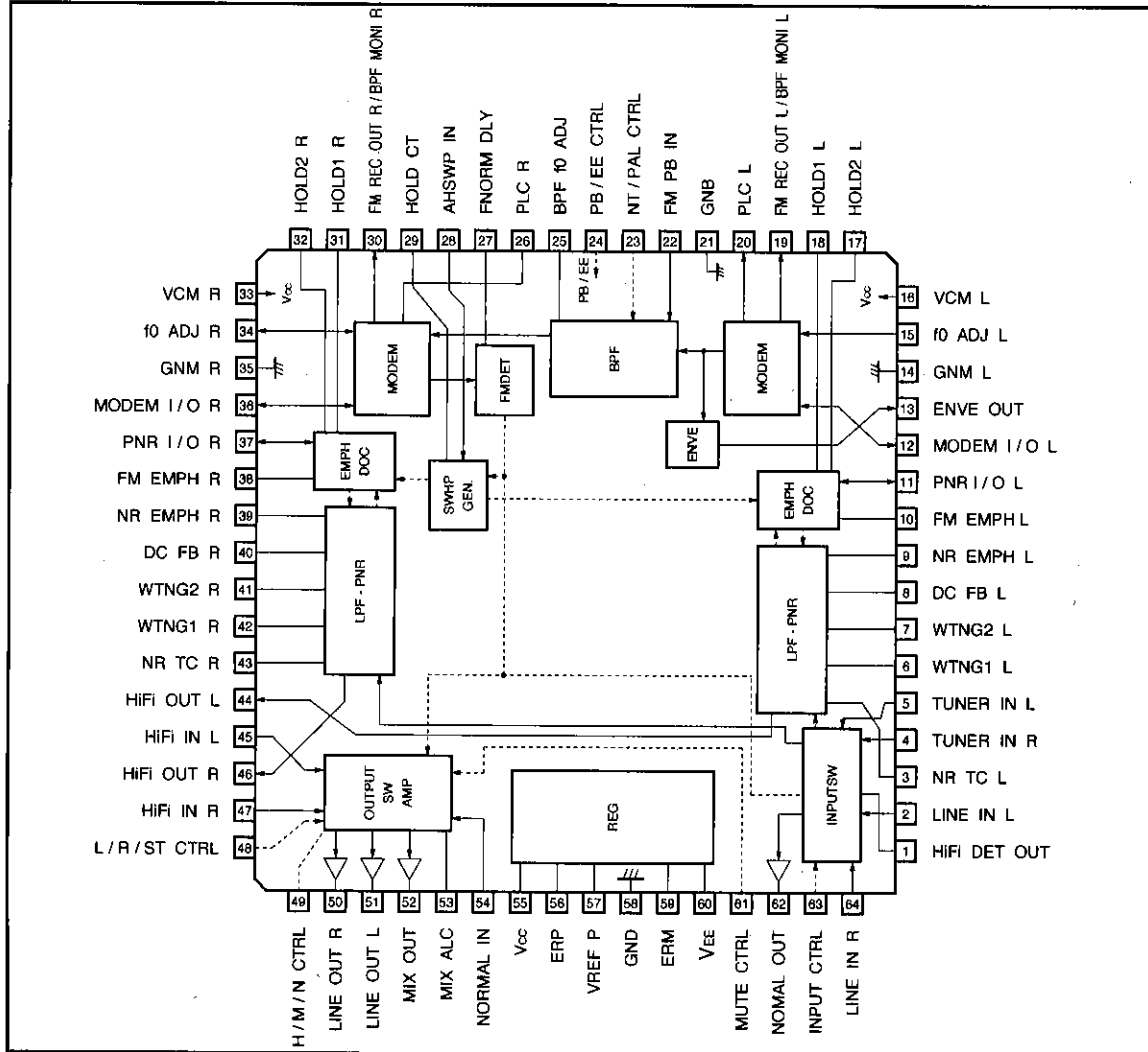 HOLD2 R
HOLD1 R
FM REC OUT R / BPF MONI R
HOLD CT
AHSWP IN
FNORM DLY
PLC R
BPF f0 ADJ
PB / EE CTRL
NT / PAL CTRL
FM PB IN
GNB
PLC L
FM REC OUT L / BPF MONI L
HOLD1 L
HOLD2 L
32
31
30
29
28
27
26
25
24
23
22
21
20
19
18
17
VCM R
33
Vcc
PB / EE
Vcc
16
VCM L
f0 ADJ R
34
15
f0 ADJ L
GNM R
35
MODEM
FMDET
BPF
MODEM
14
GNM L
MODEM I / O R
36
13
ENVE OUT
PNR I / O R
37
ENVE
12
MODEM I / O L
FM EMPH R
38
EMPH
DOC
SWHP
GEN.
EMPH
DOC
11
PNR I / O L
NR EMPH R
39
10
FM EMPH L
DC FB R
40
9
NR EMPH L
WTNG2 R
41
LPF - PNR
LPF - PNR
8
DC FB L
WTNG1 R
42
7
WTNG2 L
NR TC R
43
6
WTNG1 L
HiFi OUT L
44
5
TUNER IN L
HiFi IN L
45
4
TUNER IN R
HiFi OUT R
46
OUTPUT
SW
AMP
REG
INPUTSW
3
NR TC L
HiFi IN R
47
2
LINE IN L
L / R / ST CTRL
48
1
HiFi DET OUT
49
50
51
52
53
54
55
56
57
58
59
60
61
62
63
64
H / M / N CTRL
LINE OUT R
LINE OUT L
MIX OUT
MIX ALC
NORMAL IN
Vcc
ERP
VREF P
GND
ERM
VEE
MUTE CTRL
NOMAL OUT
INPUT CTRL
LINE IN R